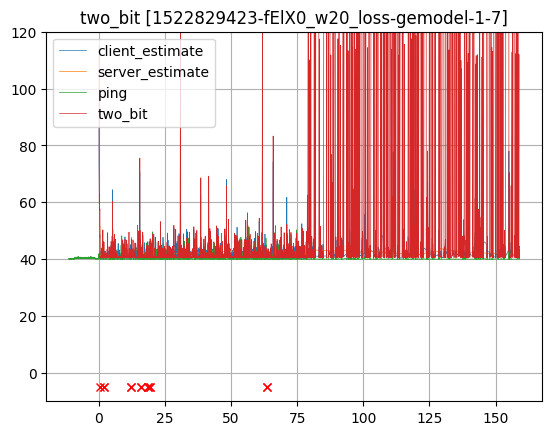 two_bit [1522829423-fElX0_w20_loss-gemodel-1-7]
120
100
80
60
40
20
0
client_estimate
server_estimate
ping
two_bit
0 25 50 75 100 125 150